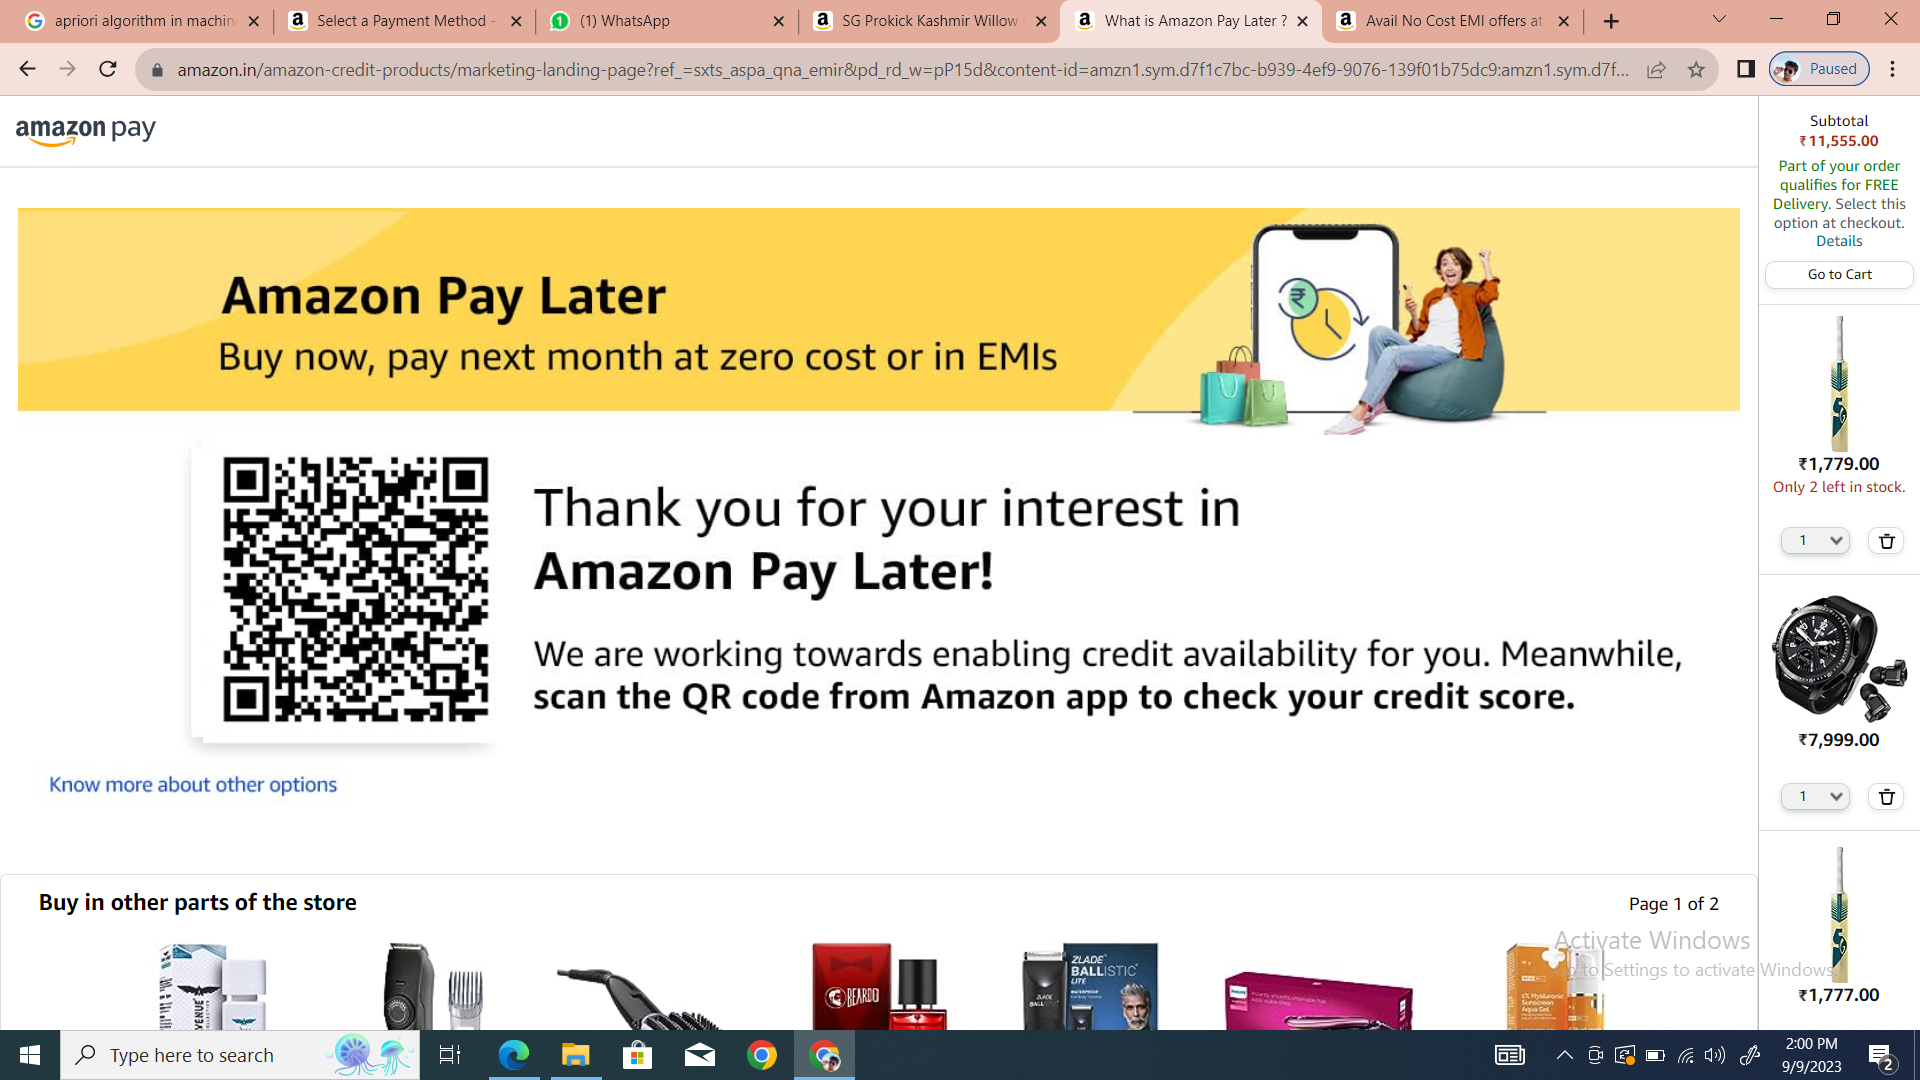 apriori algorithm in machin
Select a Payment Method -
(1) WhatsApp
SG Prokick Kashmir Willow
What is Amazon Pay Later ?
Avail No Cost EMI offers at
amazon.in/amazon-credit-products/marketing-landing-page?ref_=sxts_aspa_qna_emir&pd_rd_w=pP15d&content-id=amzn1.sym.d7f1c7bc-b939-4ef9-9076-139f01b75dc9:amzn1.sym.d7f...
Paused
amazon pay
Subtotal
₹11,555.00
Part of your order
qualifies for FREE
Delivery. Select this
option at checkout.
Details
Go to Cart
Amazon Pay Later
Buy now, pay next month at zero cost or in EMIs
Thank you for your interest in
Amazon Pay Later!
We are working towards enabling credit availability for you. Meanwhile,
scan the QR code from Amazon app to check your credit score.
Know more about other options
₹1,779.00
Only 2 left in stock.
1
₹7,999.00
1
₹1,777.00
Buy in other parts of the store
Page 1 of 2
BEARDO
ZLADE
BALLISTIC
LITE
Activate Windows
Go to Settings to activate Windows.
Type here to search
2:00 PM
9/9/2023
2